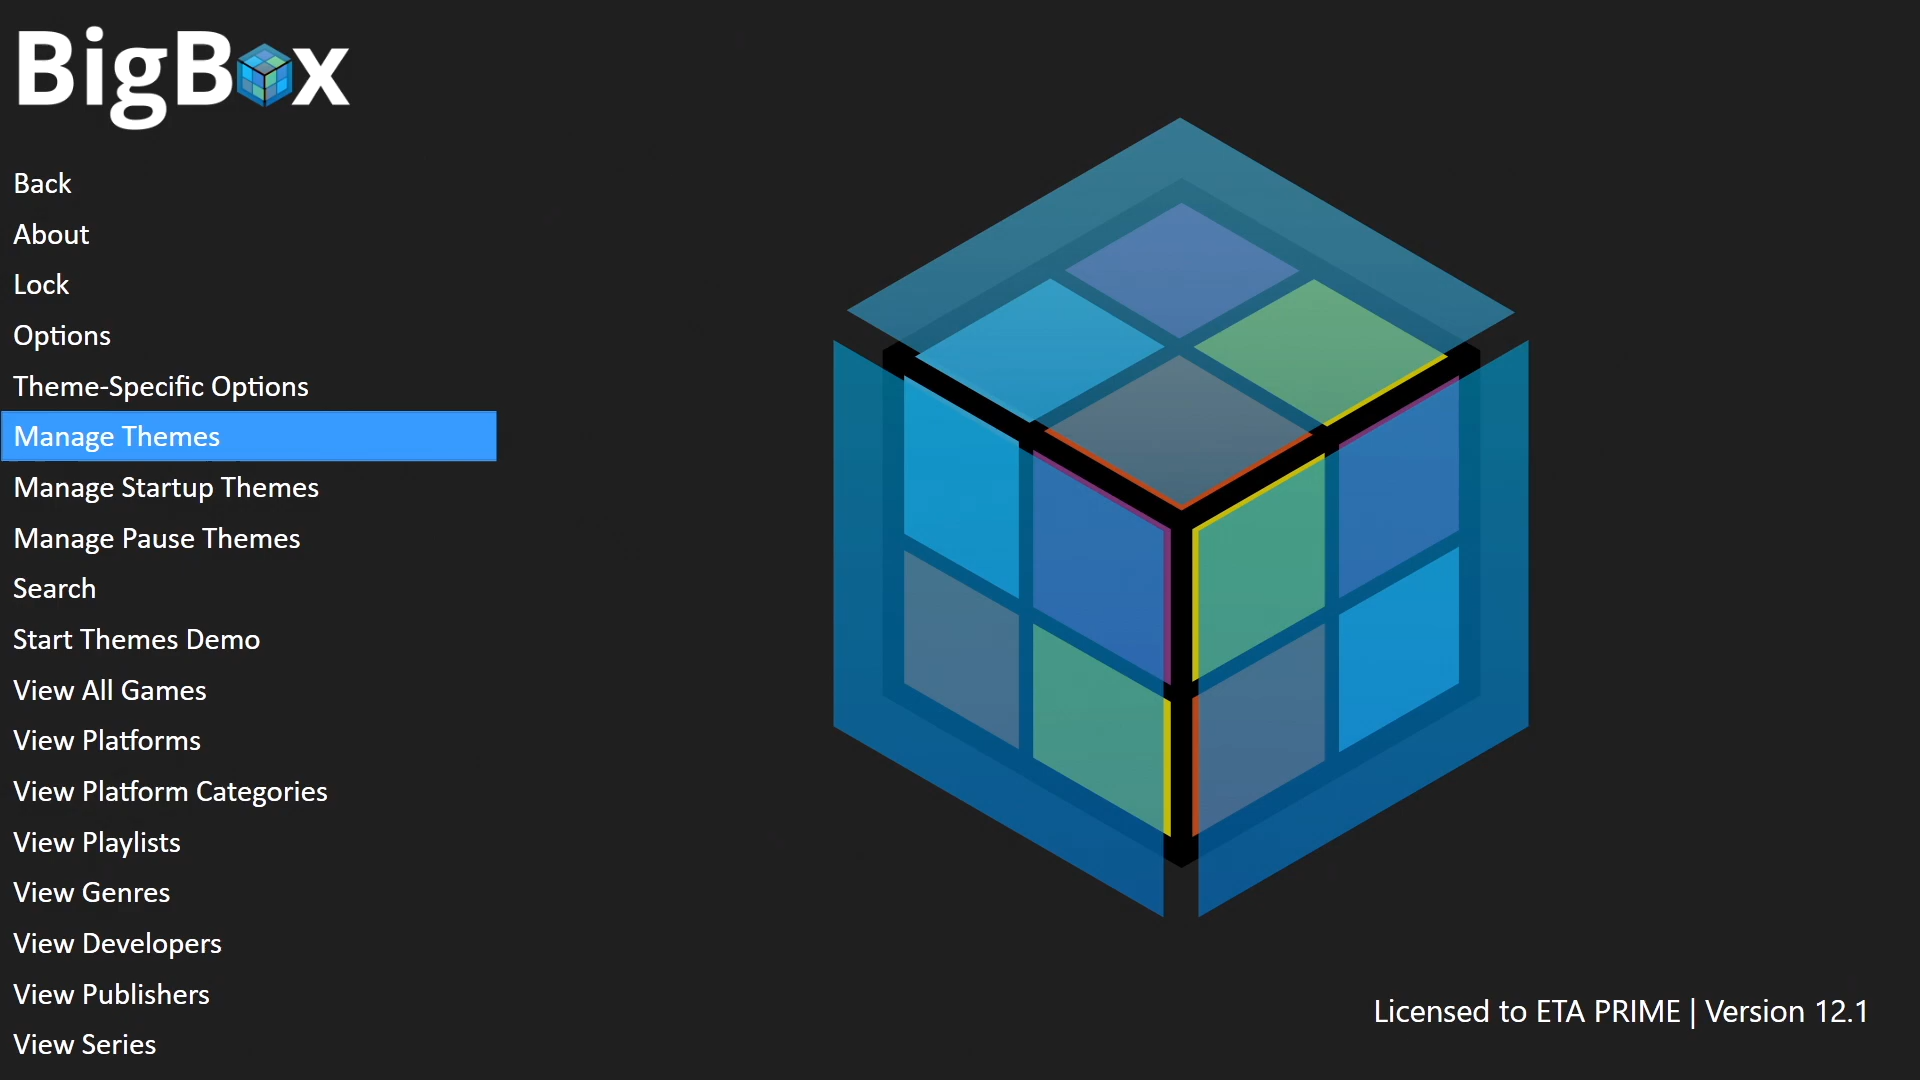 BigBox
Back
About
Lock
Options
Theme-Specific Options
Manage Themes
Manage Startup Themes
Manage Pause Themes
Search
Start Themes Demo
View All Games
View Platforms
View Platform Categories
View Playlists
View Genres
View Developers
View Publishers
View Series
Licensed to ETA PRIME | Version 12.1